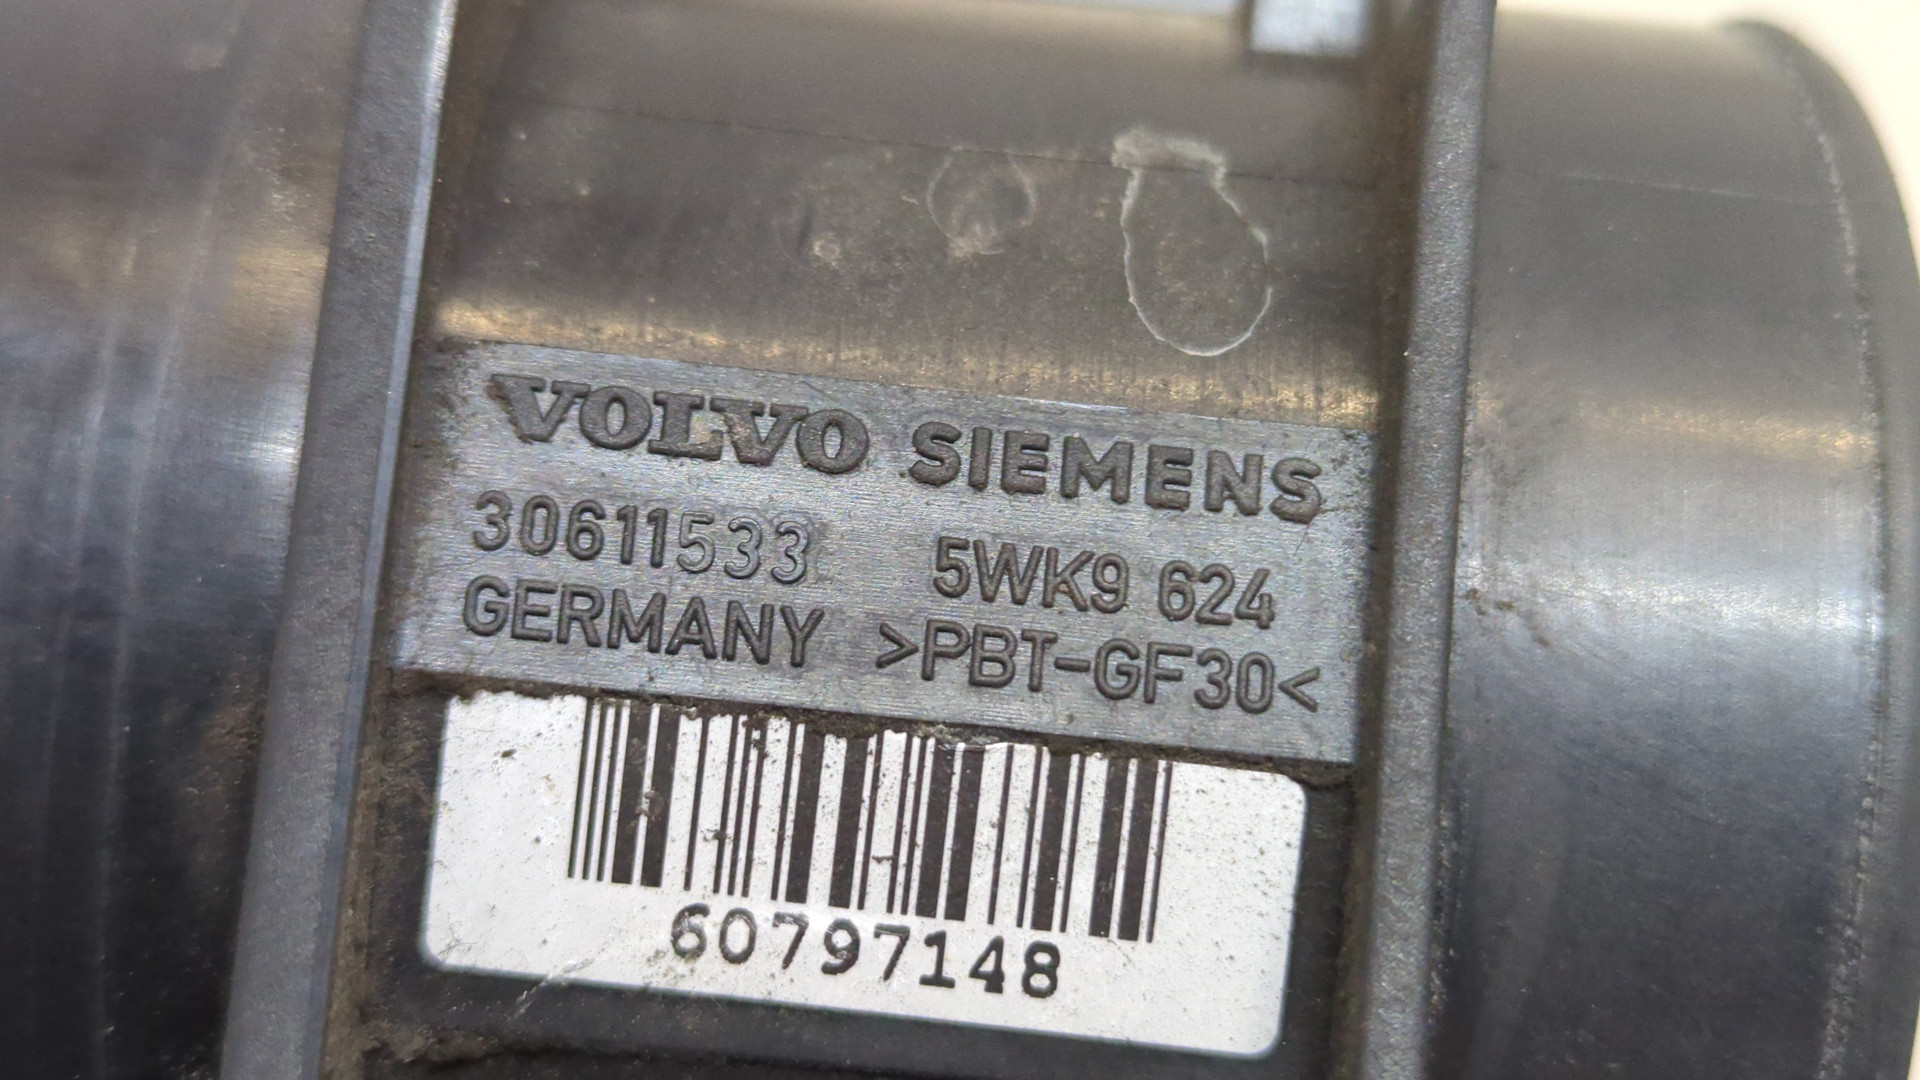 VOLVO SIEMENS
30611533 5WK9 624
GERMANY >PBT-GF30<
60797148